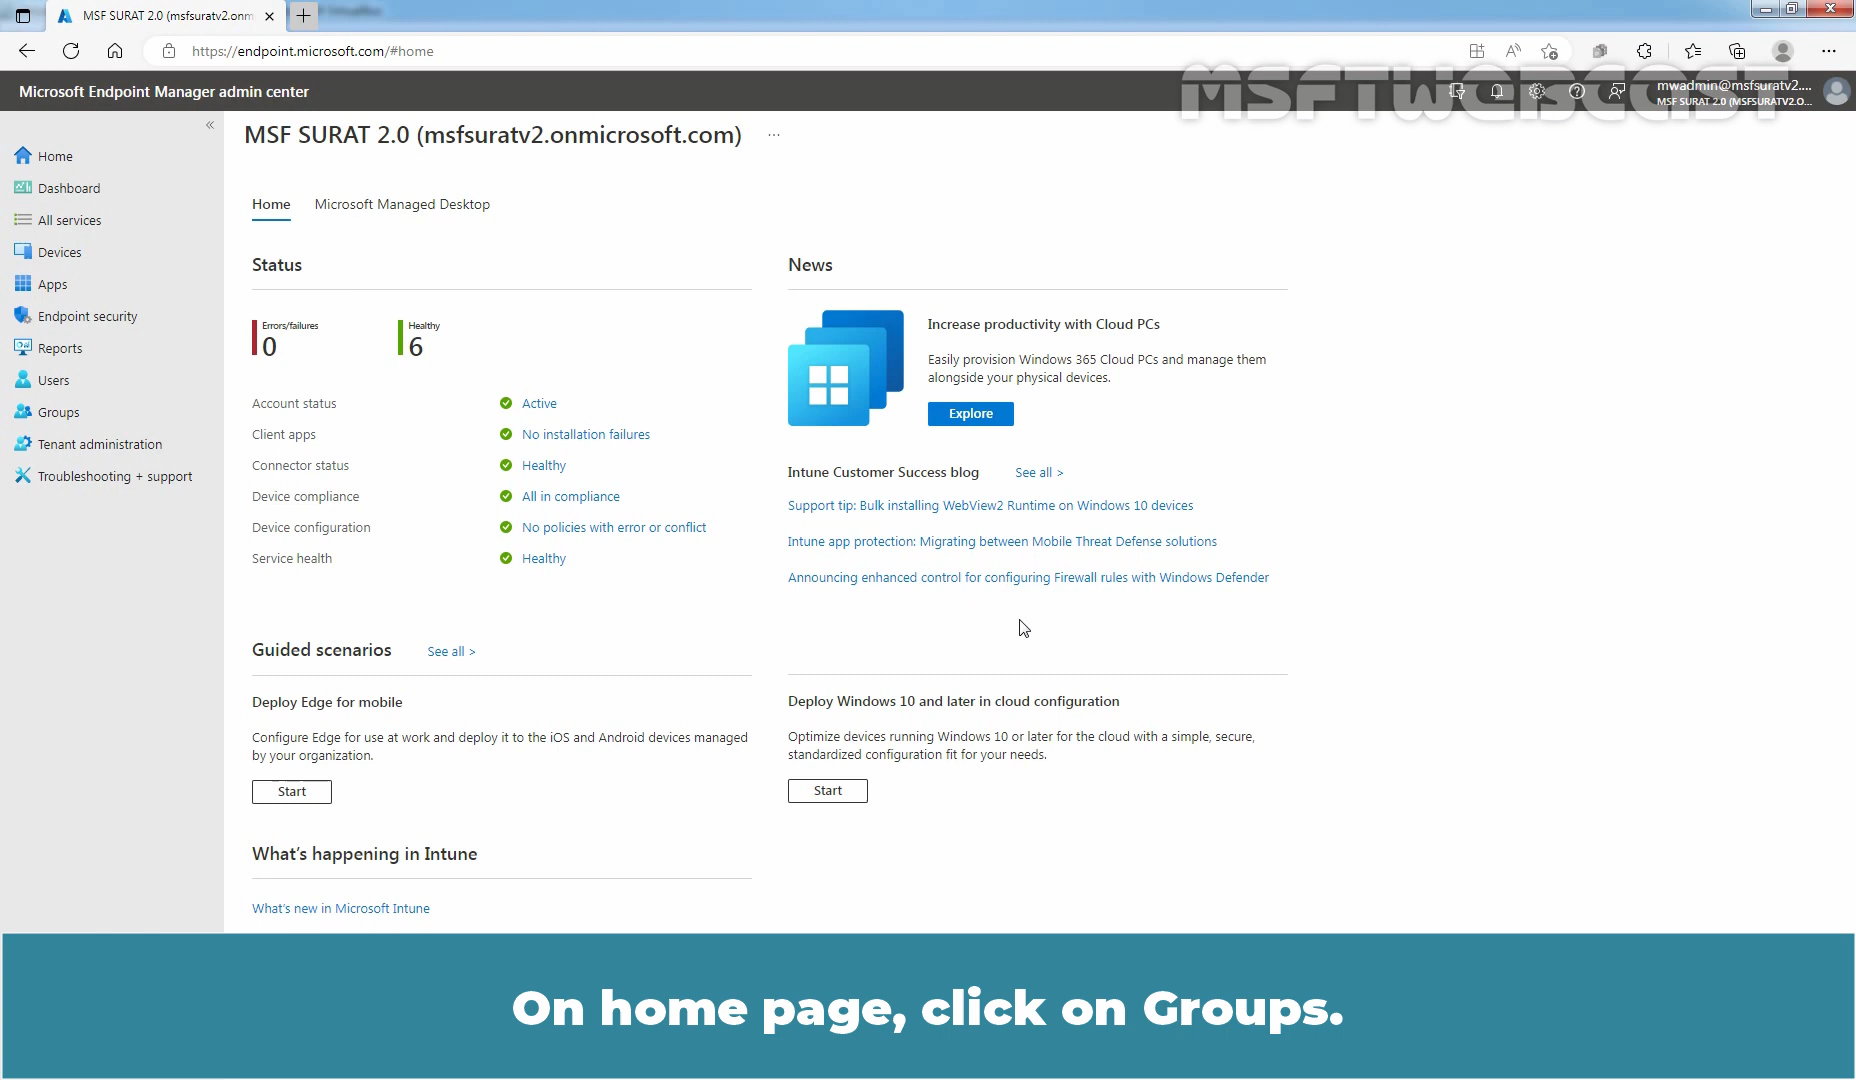 MSF SURAT 2.0 (msfsuratv2.onm
https://endpoint.microsoft.com/#home
Microsoft Endpoint Manager admin center
MSFTWEBCAST
mwadmin@msfsuratv2....
MSF SURAT 2.0 (MSFSURATV2.O...
Home
Dashboard
All services
Devices
Apps
Endpoint security
Reports
Users
Groups
Tenant administration
Troubleshooting + support
MSF SURAT 2.0 (msfsuratv2.onmicrosoft.com) ...
Home
Microsoft Managed Desktop
Status
Errors/failures
0
Healthy
6
Account status
Active
Client apps
No installation failures
Connector status
Healthy
Device compliance
All in compliance
Device configuration
No policies with error or conflict
Service health
Healthy
News
Increase productivity with Cloud PCs
Easily provision Windows 365 Cloud PCs and manage them
alongside your physical devices.
Explore
Intune Customer Success blog
See all >
Support tip: Bulk installing WebView2 Runtime on Windows 10 devices
Intune app protection: Migrating between Mobile Threat Defense solutions
Announcing enhanced control for configuring Firewall rules with Windows Defender
Guided scenarios
See all >
Deploy Edge for mobile
Configure Edge for use at work and deploy it to the iOS and Android devices managed
by your organization.
Start
Deploy Windows 10 and later in cloud configuration
Optimize devices running Windows 10 or later for the cloud with a simple, secure,
standardized configuration fit for your needs.
Start
What's happening in Intune
What's new in Microsoft Intune
On home page, click on Groups.